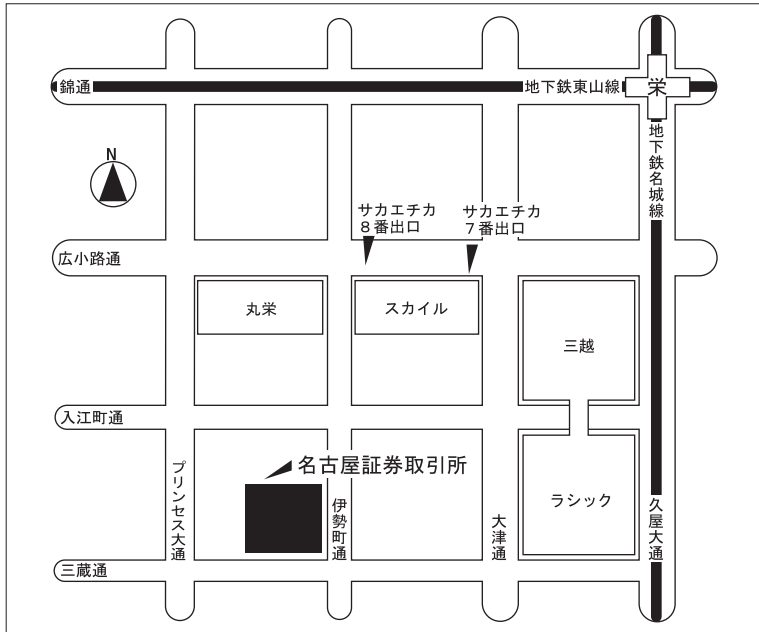 錦通
地下鉄東山線
栄
地下鉄名城線
N
サカエチカ
8番出口
サカエチカ
7番出口
広小路通
丸栄
スカイル
三越
入江町通
名古屋証券取引所
プリンセス大通
伊勢町通
大津通
ラシック
久屋大通
三蔵通